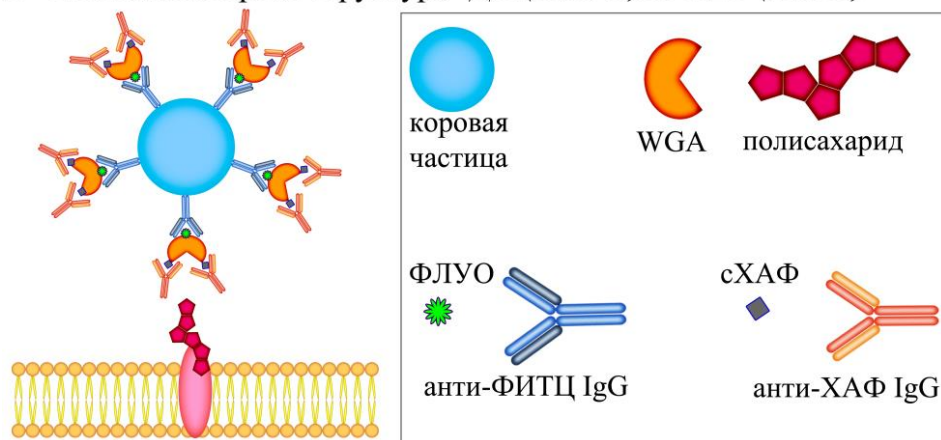 коровая
частица
WGA
полисахарид
ФЛУО
сХАФ
анти-ФИТЦ IgG
анти-ХАФ IgG